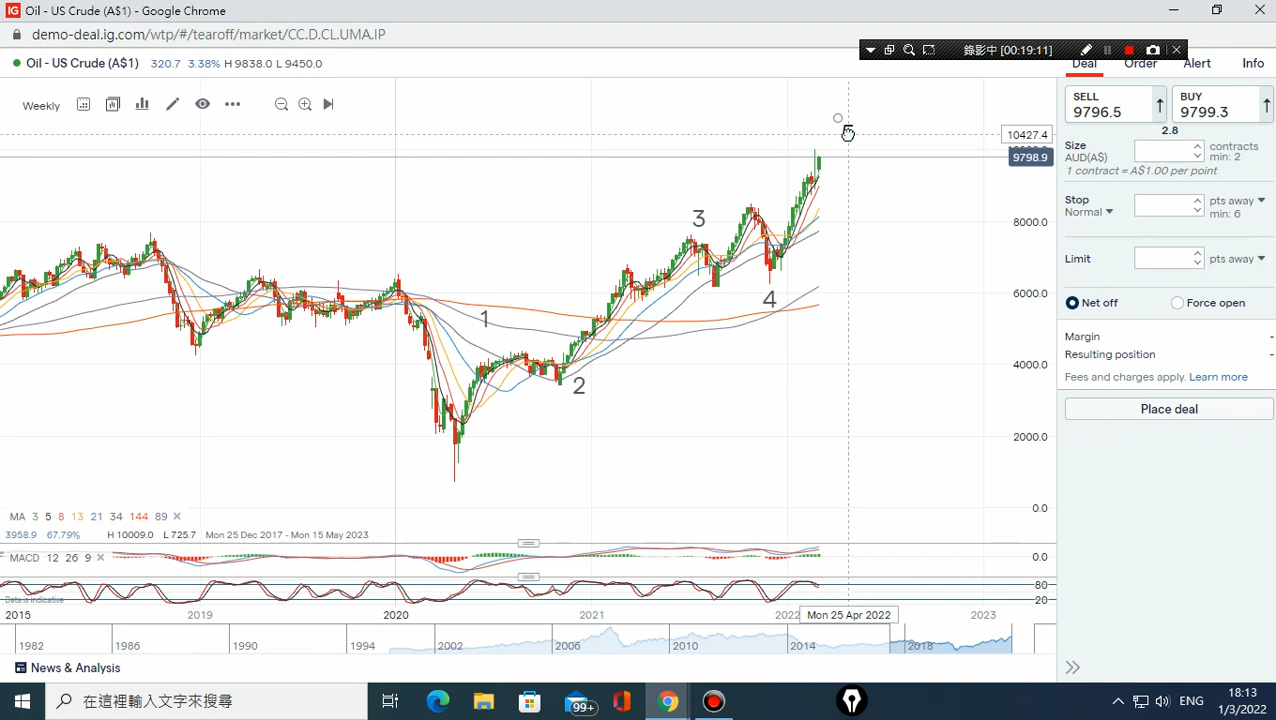 IG Oil - US Crude (A$1) - Google Chrome
demo-deal.ig.com/wtp/#/tearoff/market/CC.D.CL.UMA.IP
錄影中 [00:19:11]
Oil - US Crude (A$1) 320.7 3.38% H 9838.0 L 9450.0
Deal Order Alert Info
Weekly
SELL
9796.5
BUY
9799.3
2.8
Size
AUD(A$)
contracts
min: 2
1 contract = A$1.00 per point
Stop
Normal
pts away
min: 6
Limit
pts away
Net off
Force open
Margin -
Resulting position -
Fees and charges apply. Learn more
Place deal
10427.4
9798.9
8000.0
6000.0
4000.0
2000.0
0.0
5
3
4
1
2
MA 3 5 8 13 21 34 144 89
3958.9 67.79% H 10009.0 L 725.7 Mon 25 Dec 2017 - Mon 15 May 2023
MACD 12 26 9
0.0
80
20
Data is indicative
2015 2019 2020 2021 2022 Mon 25 Apr 2022 2023
1982 1986 1990 1994 2002 2006 2010 2014 2018
News & Analysis
在這裡輸入文字來搜尋
99+
ENG
18:13
1/3/2022